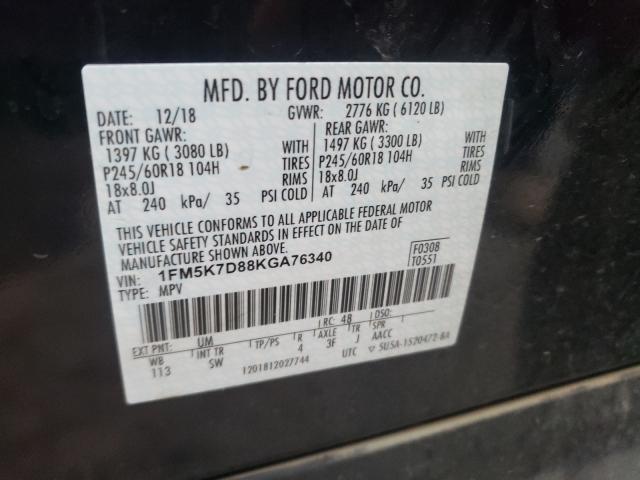 MFD. BY FORD MOTOR CO.
DATE: 12/18 GVWR: 2776 KG ( 6120 LB)
FRONT GAWR: REAR GAWR:
1397 KG ( 3080 LB) WITH 1497 KG ( 3300 LB) WITH
P245/60R18 104H TIRES P245/60R18 104H TIRES
18x8.0J RIMS 18x8.0J RIMS
AT 240 kPa/ 35 PSI COLD AT 240 kPa/ 35 PSI COLD
THIS VEHICLE CONFORMS TO ALL APPLICABLE FEDERAL MOTOR
VEHICLE SAFETY STANDARDS IN EFFECT ON THE DATE OF
MANUFACTURE SHOWN ABOVE.
VIN: 1FM5K7D88KGA76340 F0308
TYPE: MPV T0551
EXT PNT: UM RC: 48 DSO:
WB INT TR TP/PS R AXLE TR SPR
113 SW 4 3F J AACC
1201812027744 UTC ▽ 5USA-1520472-BA